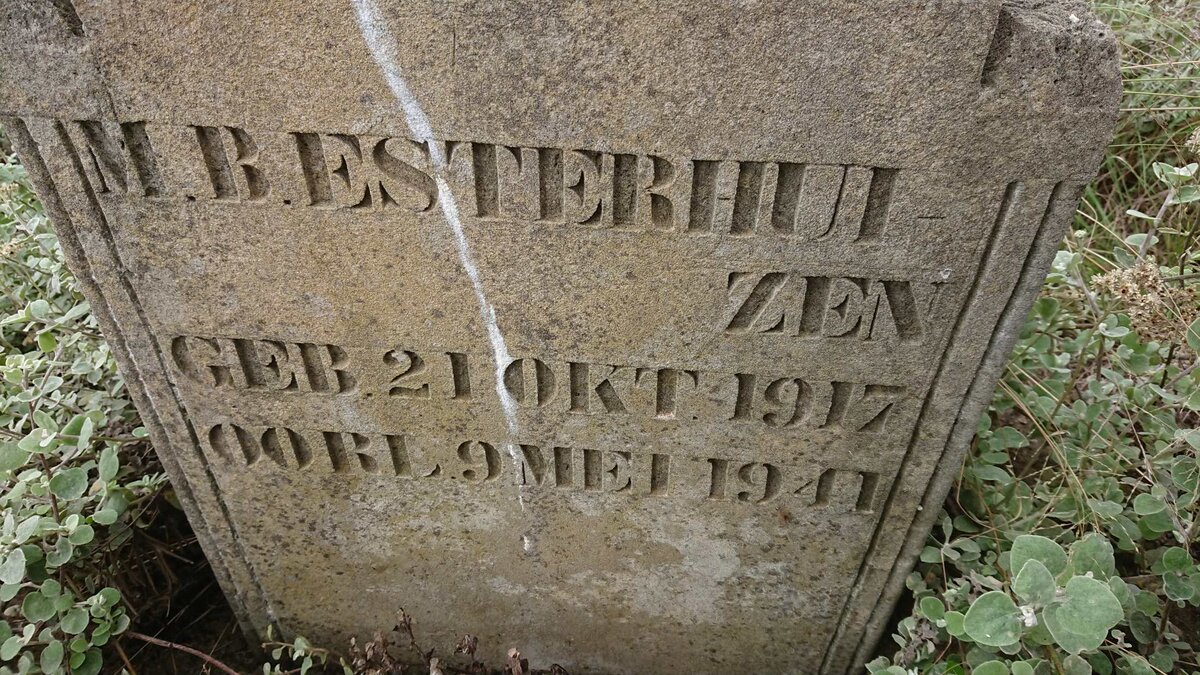 M.B.ESTERHUI-
ZEN
GEB. 21 OKT. 1917
OORL. 9 MEI 1941